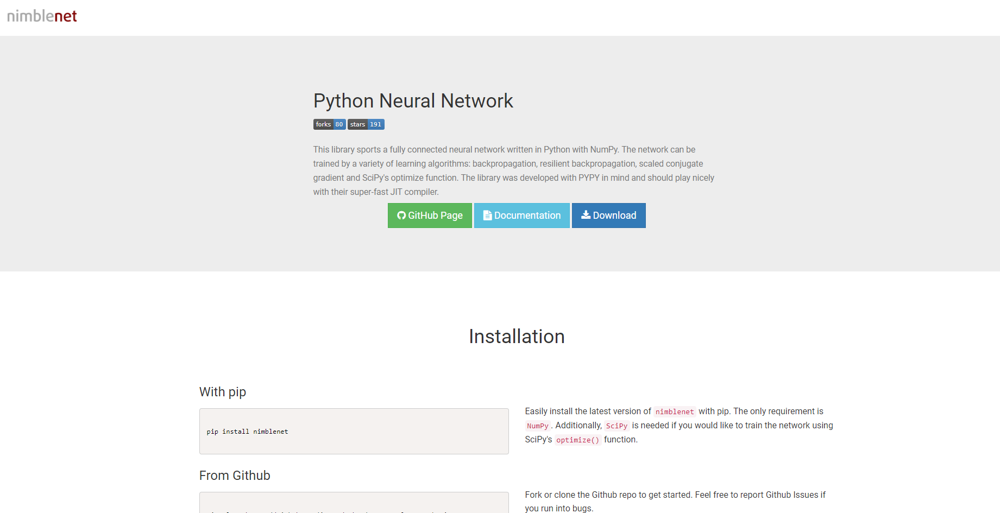 nimblenet
Python Neural Network
forks 80 stars 191
This library sports a fully connected neural network written in Python with NumPy. The network can be
trained by a variety of learning algorithms: backpropagation, resilient backpropagation, scaled conjugate
gradient and SciPy's optimize function. The library was developed with PYPY in mind and should play nicely
with their super-fast JIT compiler.
GitHub Page Documentation Download
Installation
With pip
pip install nimblenet
Easily install the latest version of nimblenet with pip. The only requirement is
NumPy. Additionally, SciPy is needed if you would like to train the network using
SciPy's optimize() function.
From Github
Fork or clone the Github repo to get started. Feel free to report Github Issues if
you run into bugs.